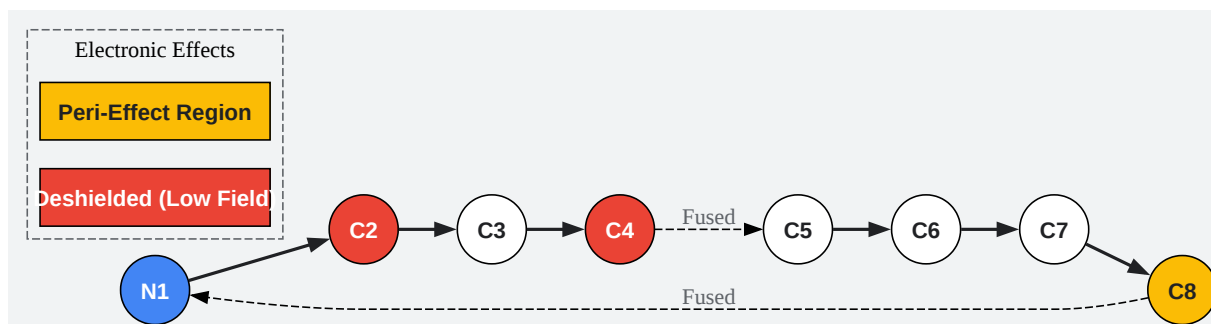 Electronic Effects
Peri-Effect Region
Deshielded (Low Field)
C2
C3
C4
Fused
C5
C6
C7
N1
Fused
C8